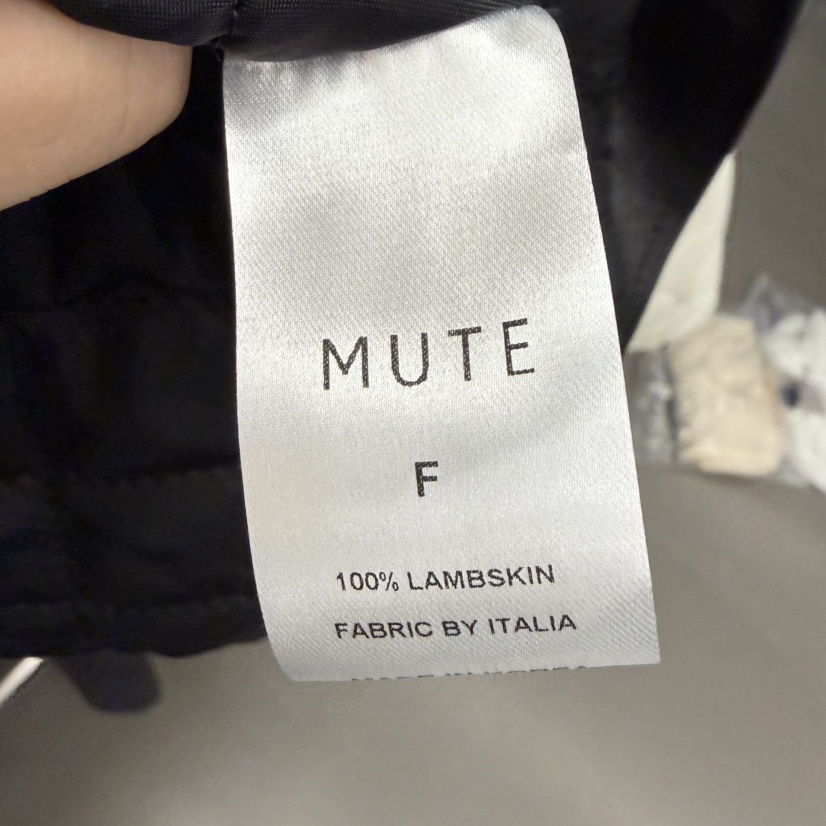 MUTE
F
100% LAMBSKIN
FABRIC BY ITALIA